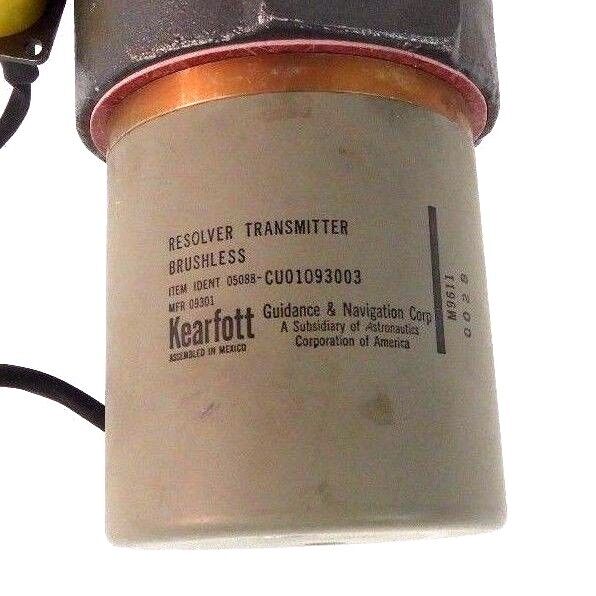 RESOLVER TRANSMITTER
BRUSHLESS
ITEM IDENT 05088-CU01093003
MFR 09301
Kearfott Guidance & Navigation Corp
A Subsidiary of Astronautics
Corporation of America
ASSEMBLED IN MEXICO
M9611
0028